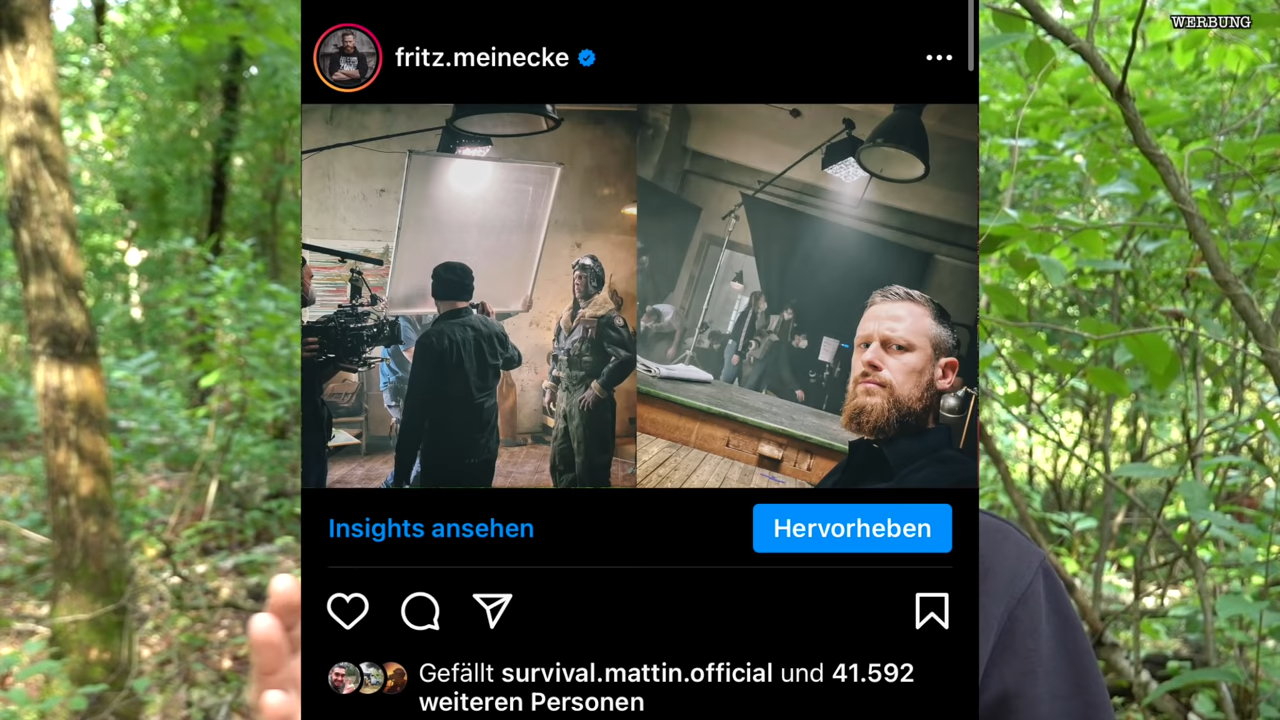 WERBUNG
fritz.meinecke
Insights ansehen
Hervorheben
Gefällt survival.mattin.official und 41.592
weiteren Personen